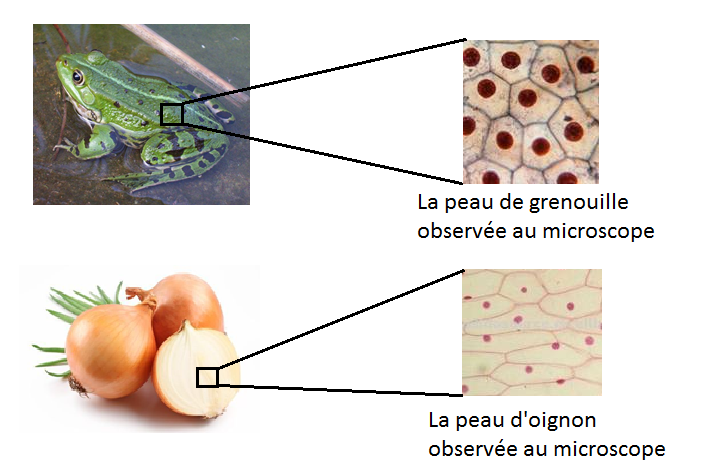 La peau de grenouille
observée au microscope
La peau d'oignon
observée au microscope